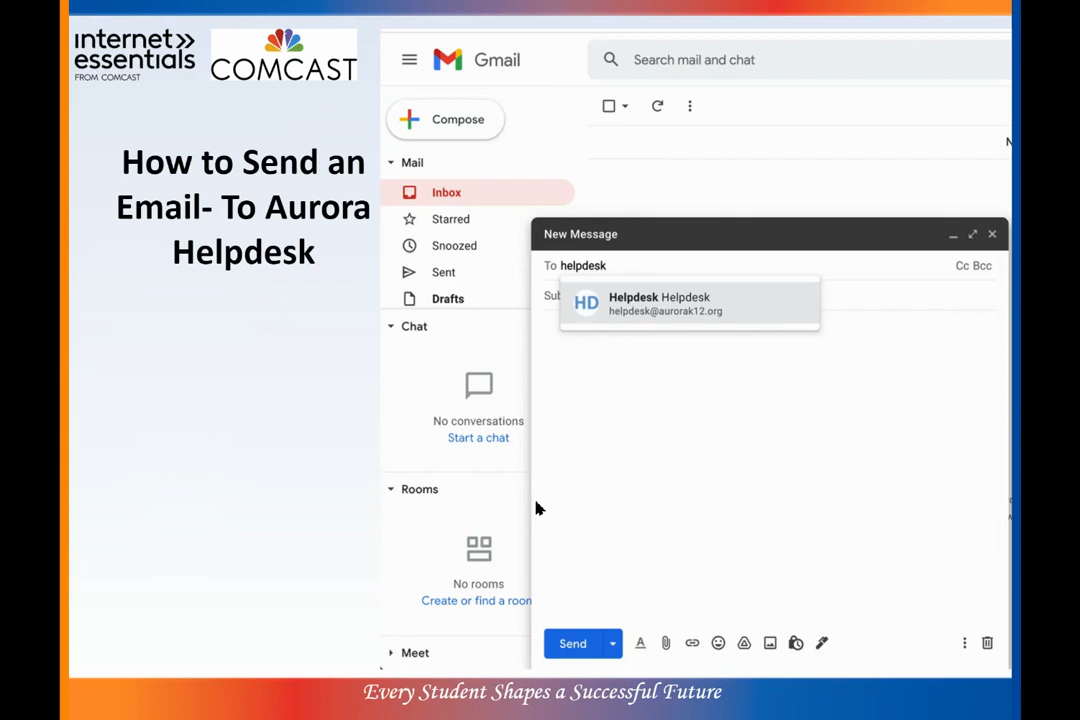 internet
essentials
FROM COMCAST
COMCAST
How to Send an
Email- To Aurora
Helpdesk
Gmail
Search mail and chat
Compose
Mail
Inbox
Starred
Snoozed
Sent
Drafts
Chat
No conversations
Start a chat
Rooms
No rooms
Create or find a room
Meet
New Message
To helpdesk
Cc Bcc
Sub
HD
Helpdesk Helpdesk
helpdesk@aurorak12.org
Send
Every Student Shapes a Successful Future